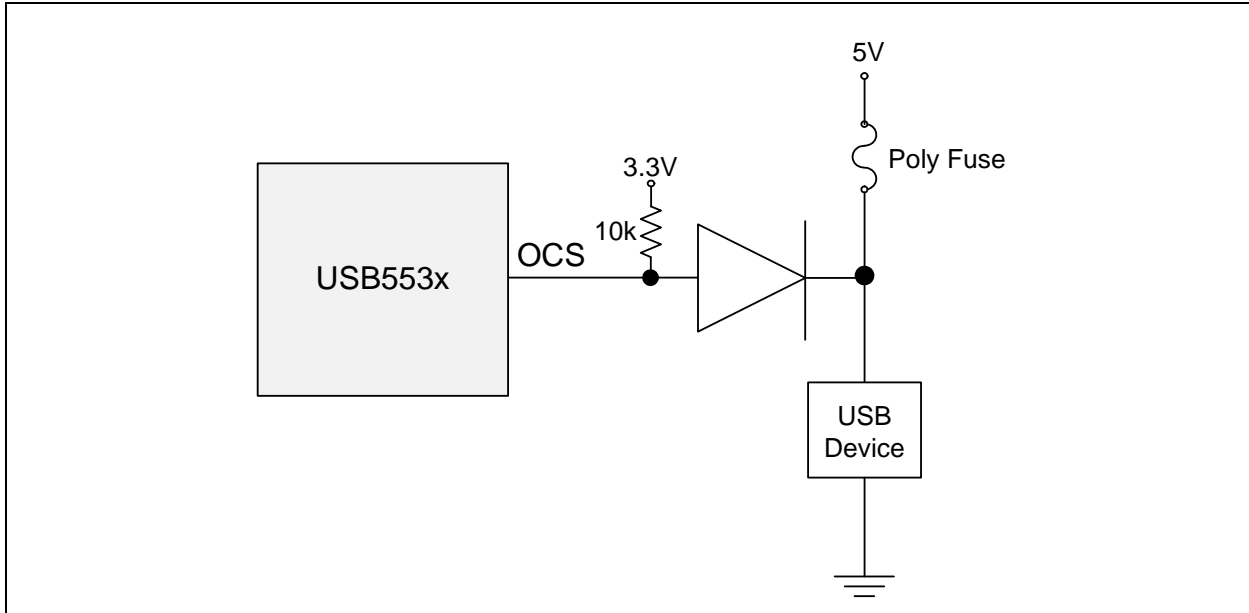 5V
Poly Fuse
3.3V
10k
OCS
USB553x
USB
Device